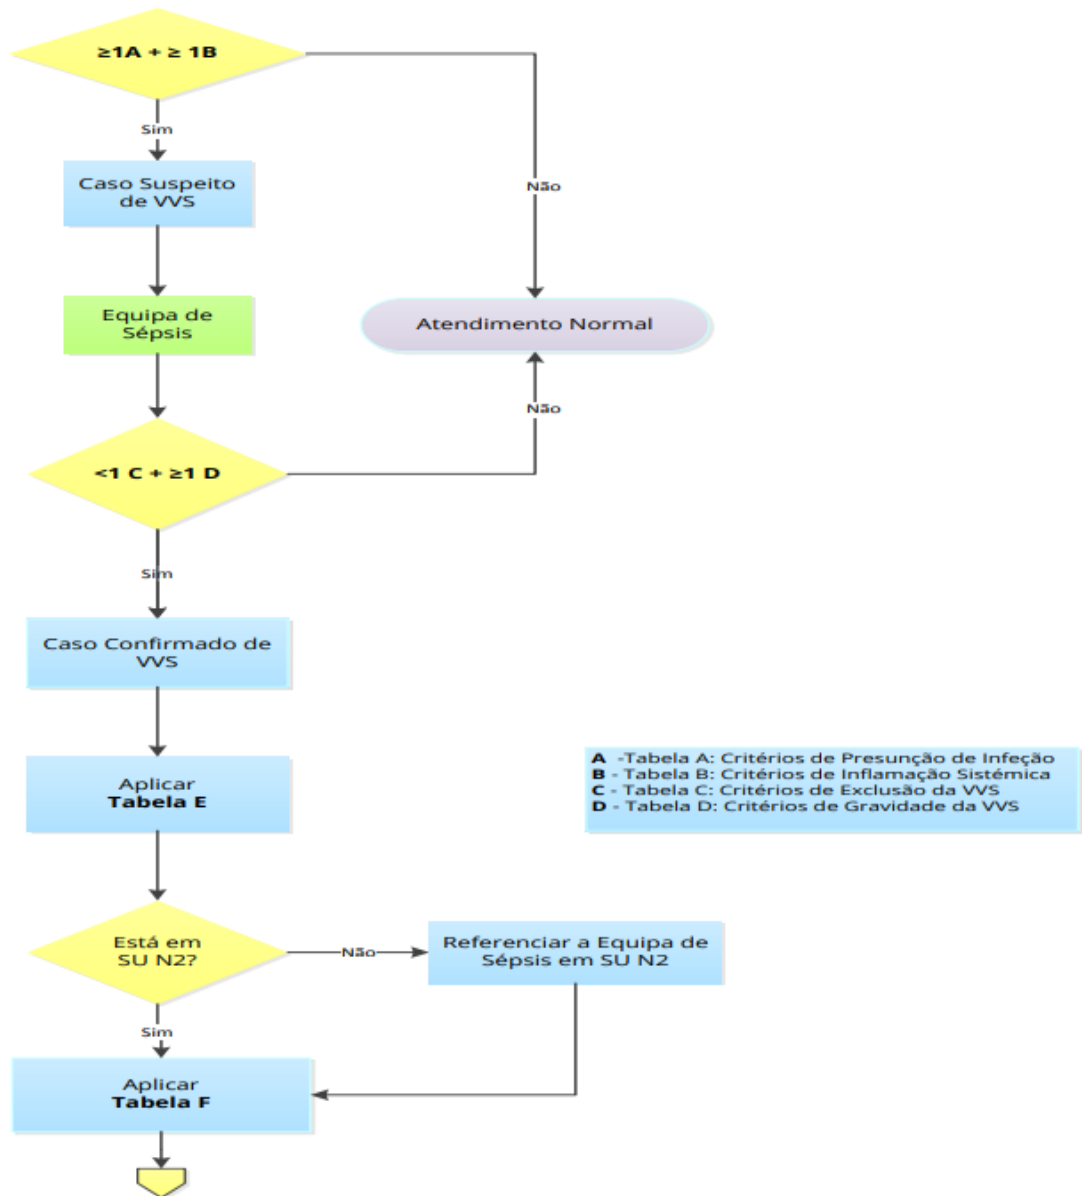 ≥1A + ≥ 1B
Sim
Não
Caso Suspeito
de VVS
Equipa de
Sépsis
Atendimento Normal
Não
<1 C + ≥1 D
Sim
Caso Confirmado de
VVS
Aplicar
Tabela E
A -Tabela A: Critérios de Presunção de Infeção
B - Tabela B: Critérios de Inflamação Sistémica
C - Tabela C: Critérios de Exclusão da VVS
D - Tabela D: Critérios de Gravidade da VVS
Está em
SU N2?
Não
Referenciar a Equipa de
Sépsis em SU N2
Sim
Aplicar
Tabela F